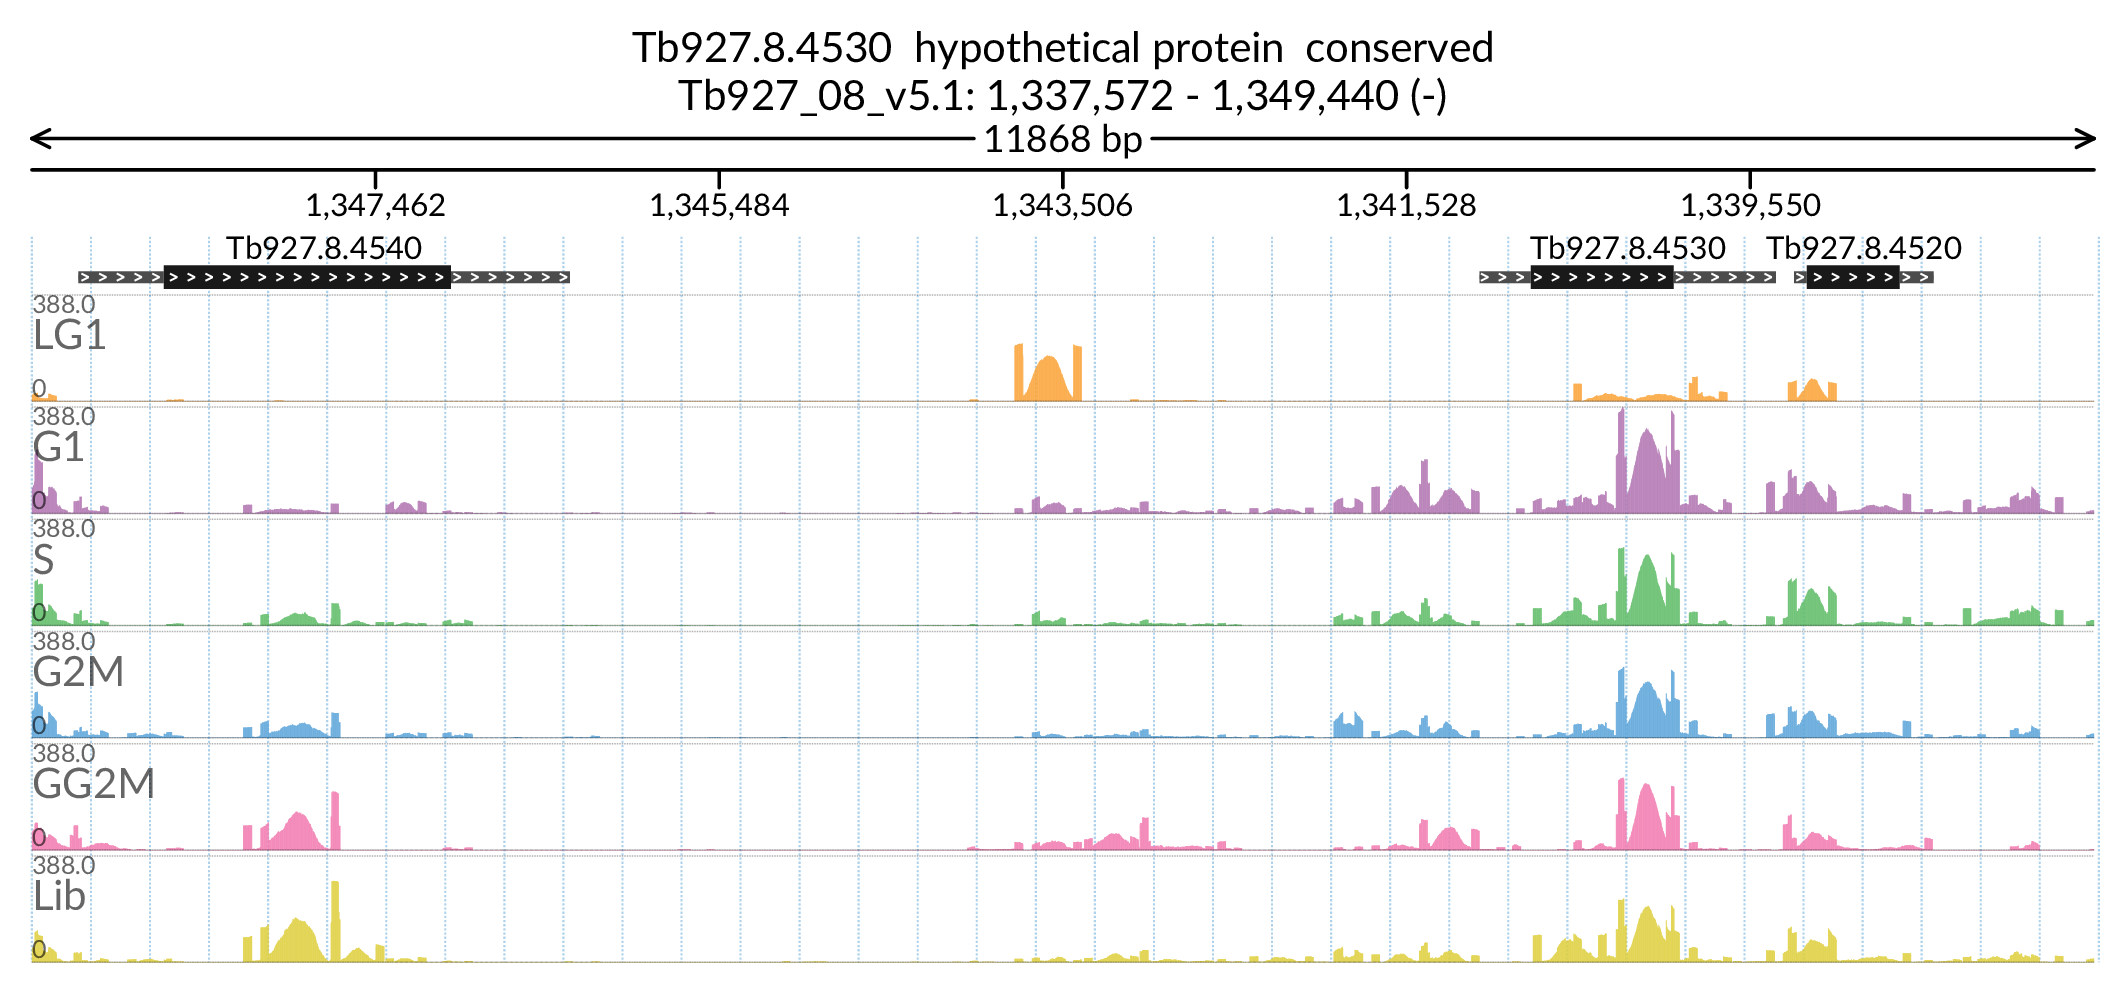 Tb927.8.4530  hypothetical protein  conserved
Tb927_08_v5.1: 1,337,572 - 1,349,440 (-)
11868 bp
1,347,462 1,345,484 1,343,506 1,341,528 1,339,550
Tb927.8.4540 Tb927.8.4530 Tb927.8.4520
388.0
LG1
0
388.0
G1
0
388.0
S
0
388.0
G2M
0
388.0
GG2M
0
388.0
Lib
0